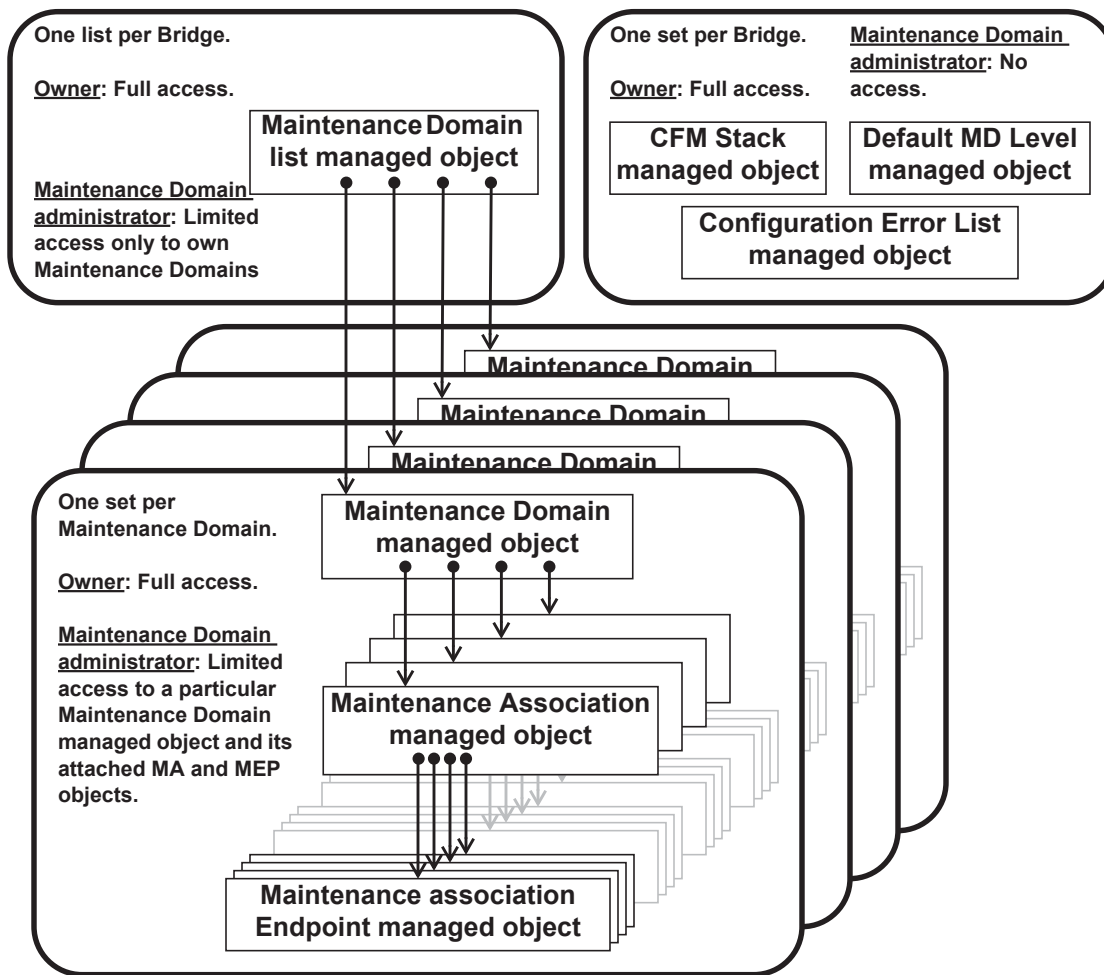 One list per Bridge.
Owner: Full access.
Maintenance Domain
list managed object
Maintenance Domain
administrator: Limited
access only to own
Maintenance Domains
One set per Bridge.
Owner: Full access.
Maintenance Domain
administrator: No
access.
CFM Stack
managed object
Default MD Level
managed object
Configuration Error List
managed object
Maintenance Domain
Maintenance Domain
Maintenance Domain
One set per
Maintenance Domain.
Owner: Full access.
Maintenance Domain
administrator: Limited
access to a particular
Maintenance Domain
managed object and its
attached MA and MEP
objects.
Maintenance Domain
managed object
Maintenance Association
managed object
Maintenance association
Endpoint managed object